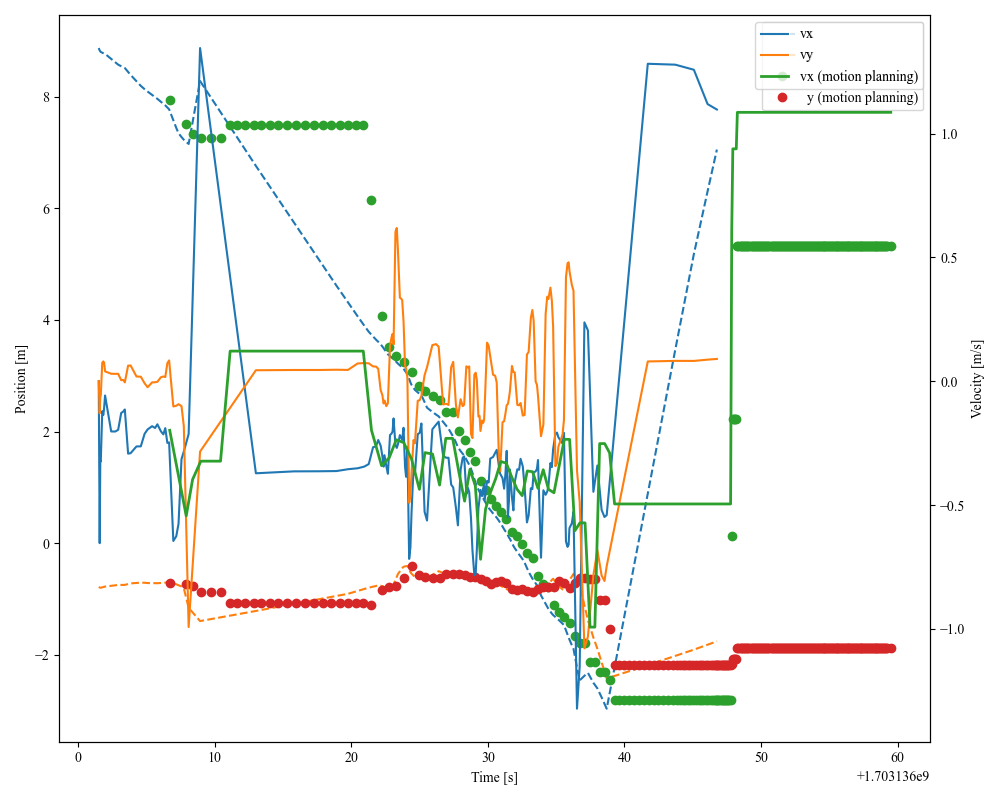 vx
vy
vx (motion planning)
y (motion planning)
8
6
4
2
0
−2
1.0
0.5
0.0
−0.5
−1.0
Position [m]
Velocity [m/s]
0
10
20
30
40
50
60
Time [s]
+1.703136e9